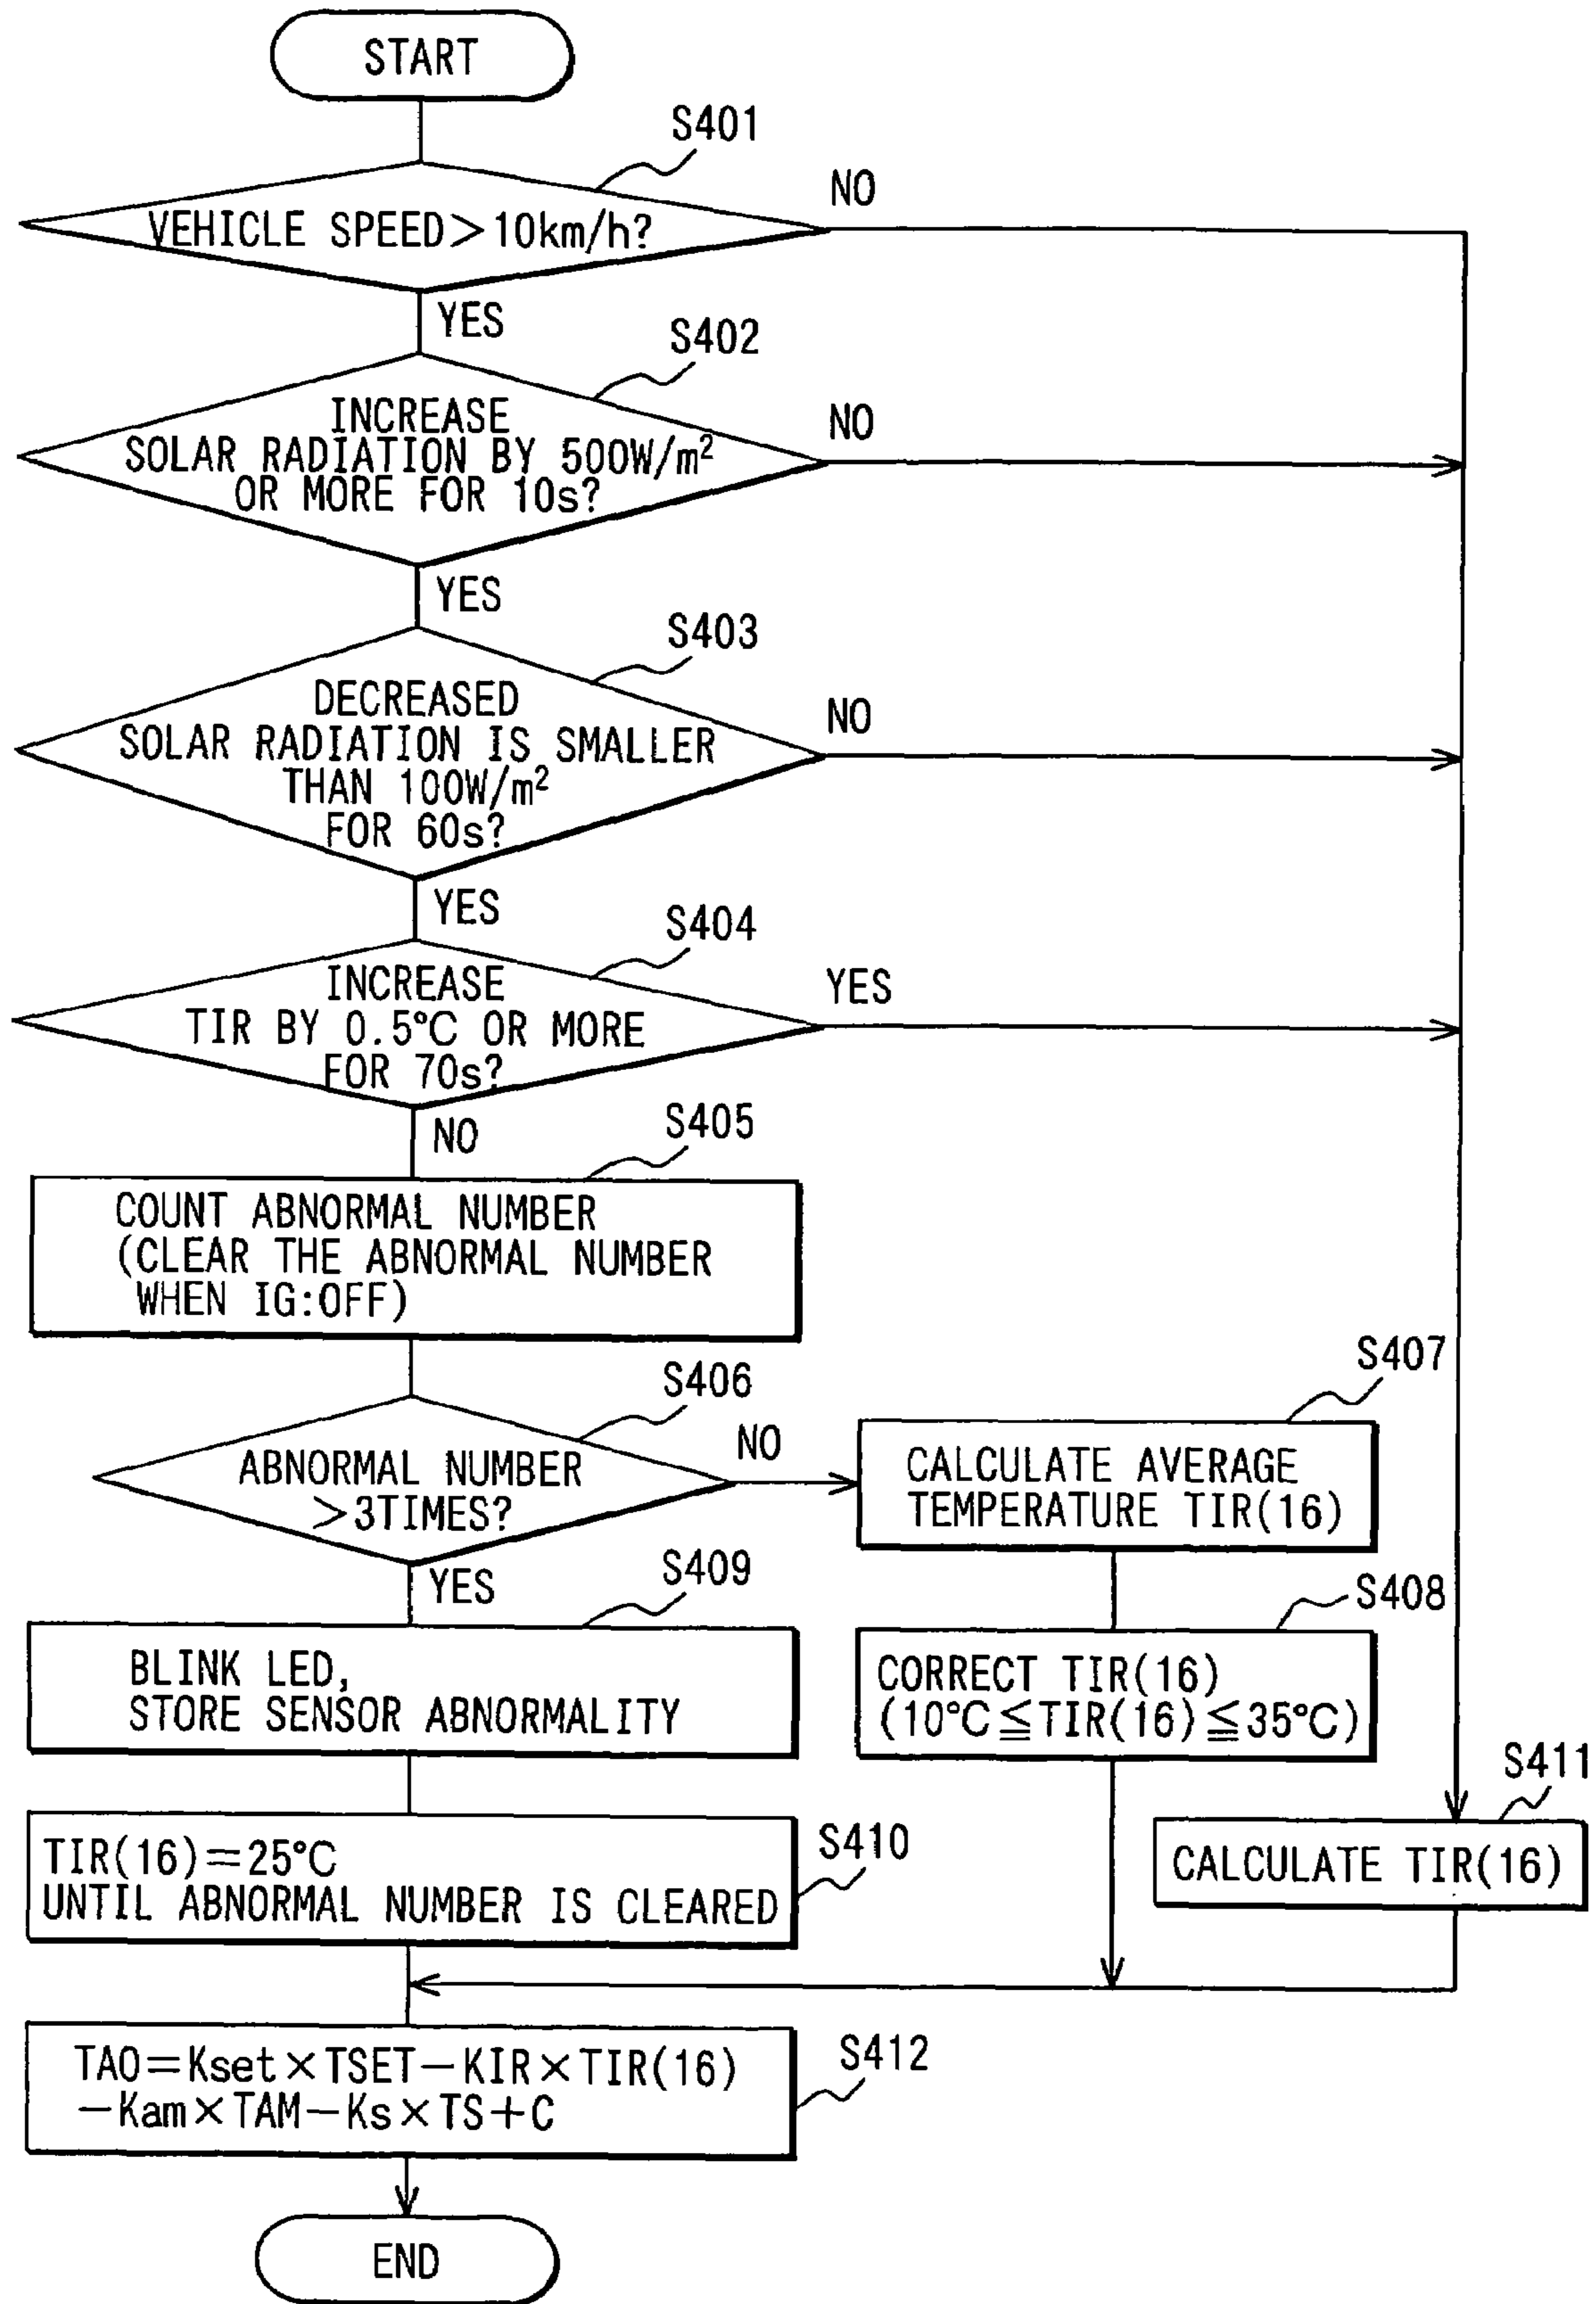 START
S401
VEHICLE SPEED>10km/h?
NO
YES
S402
INCREASE
SOLAR RADIATION BY 500W/m²
OR MORE FOR 10s?
NO
YES
S403
DECREASED
SOLAR RADIATION IS SMALLER
THAN 100W/m²
FOR 60s?
NO
YES
S404
INCREASE
TIR BY 0.5°C OR MORE
FOR 70s?
YES
NO
S405
COUNT ABNORMAL NUMBER
(CLEAR THE ABNORMAL NUMBER
WHEN IG:OFF)
S406
ABNORMAL NUMBER
>3TIMES?
NO
YES
S407
CALCULATE AVERAGE
TEMPERATURE TIR(16)
S408
CORRECT TIR(16)
(10°C≦TIR(16)≦35°C)
S409
BLINK LED,
STORE SENSOR ABNORMALITY
S410
TIR(16)=25°C
UNTIL ABNORMAL NUMBER IS CLEARED
S411
CALCULATE TIR(16)
S412
TAO=Kset×TSET−KIR×TIR(16)
−Kam×TAM−Ks×TS+C
END